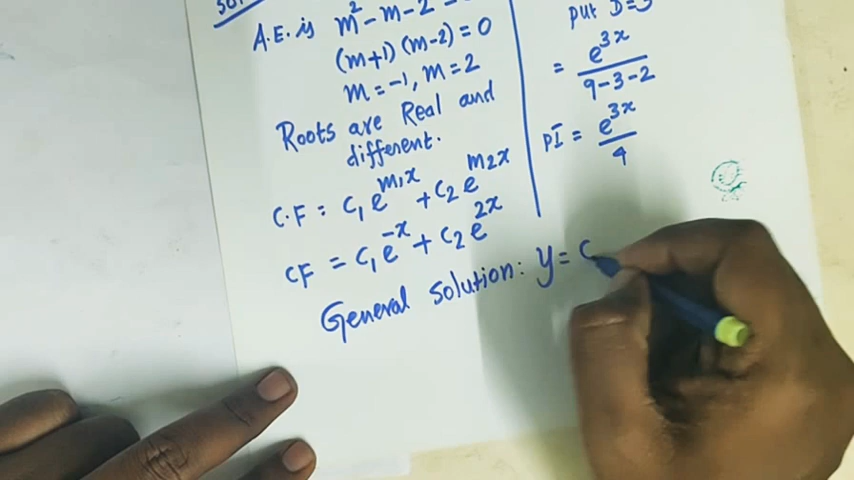 A.E. is m² - m - 2
(m+1) (m-2) = 0
m = -1, m = 2
Roots are Real and
different.
C.F = C₁e^{m₁x} + C₂e^{m₂x}
CF = C₁e^{-x} + C₂e^{2x}
put D=3
= e^{3x} / 9-3-2
PI = e^{3x} / 4
General Solution: y = C